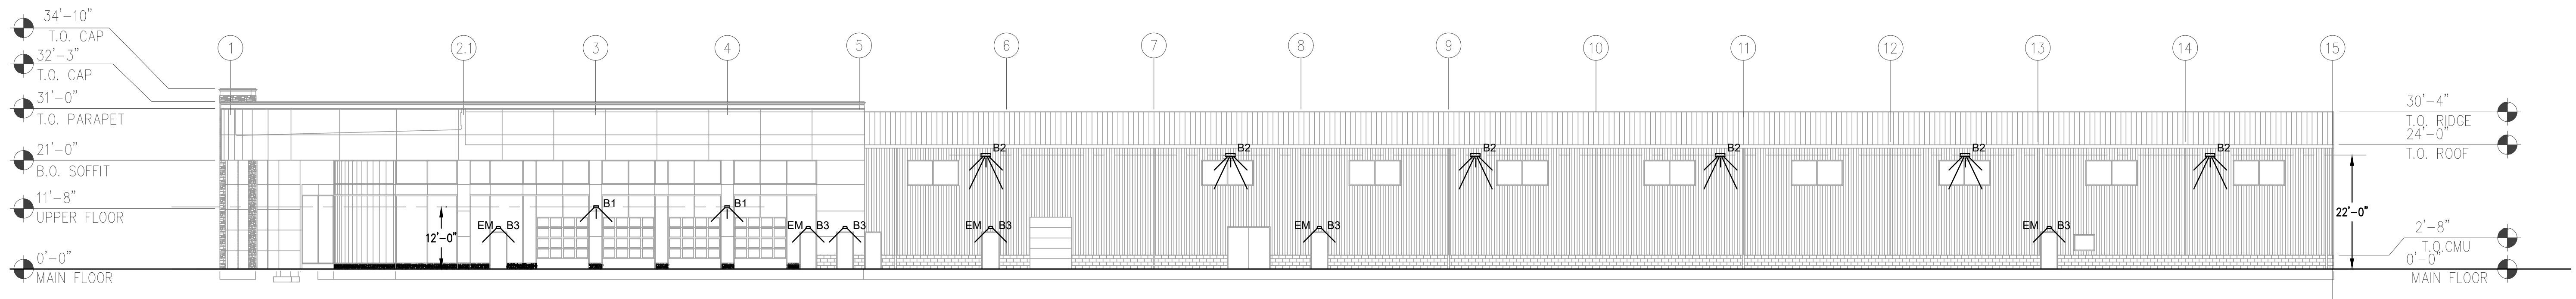 34'-10"
T.O. CAP
32'-3"
T.O. CAP
31'-0"
T.O. PARAPET
21'-0"
B.O. SOFFIT
11'-8"
UPPER FLOOR
0'-0"
MAIN FLOOR
1 2.1 3 4 5 6 7 8 9 10 11 12 13 14 15
B2 B2 B2 B2 B2 B2
B1 B1
12'-0"
EM B3 EM B3 B3 EM B3 EM B3 EM B3
22'-0"
30'-4"
T.O. RIDGE
24'-0"
T.O. ROOF
2'-8"
T.O.CMU
0'-0"
MAIN FLOOR